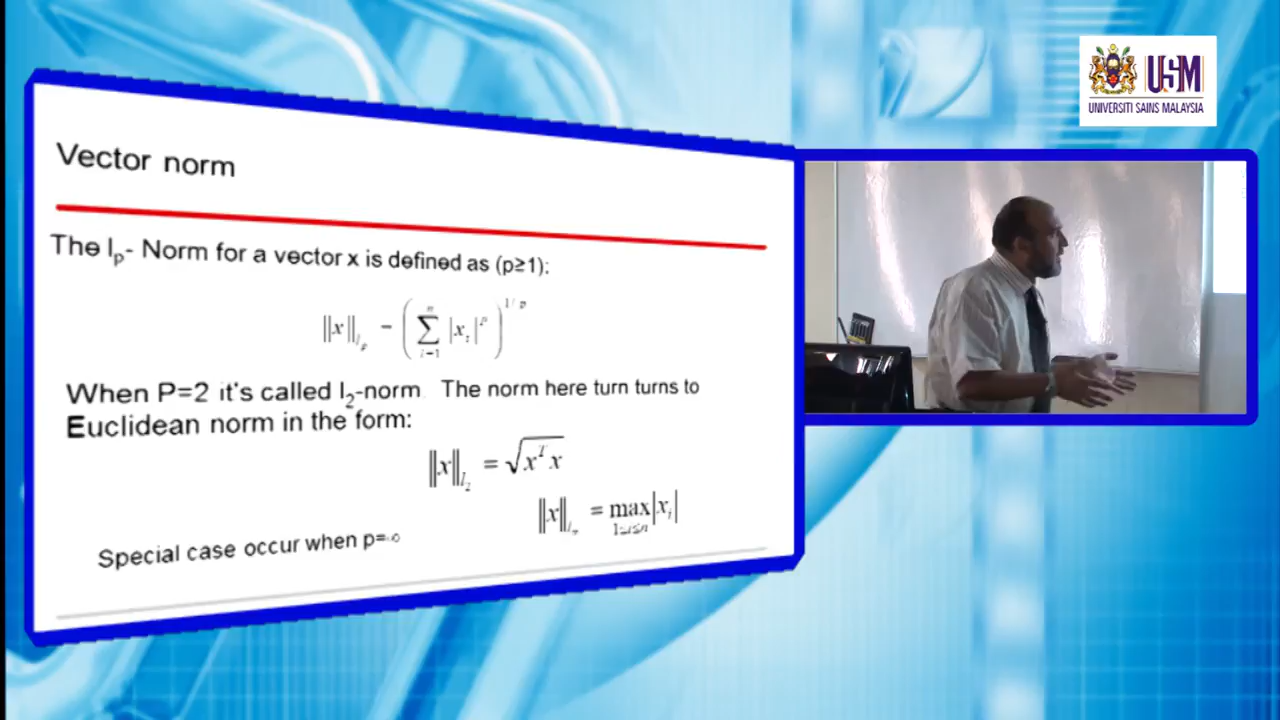 USM
UNIVERSITI SAINS MALAYSIA
Vector norm
The lp- Norm for a vector x is defined as (p≥1):
||x||lp = (∑ i=1 n |xi|^p)^1/p
When P=2 it's called l2-norm. The norm here turn turns to
Euclidean norm in the form:
||x||l2 = √x^T x
||x||l∞ = max 1≤i≤n |xi|
Special case occur when p=∞